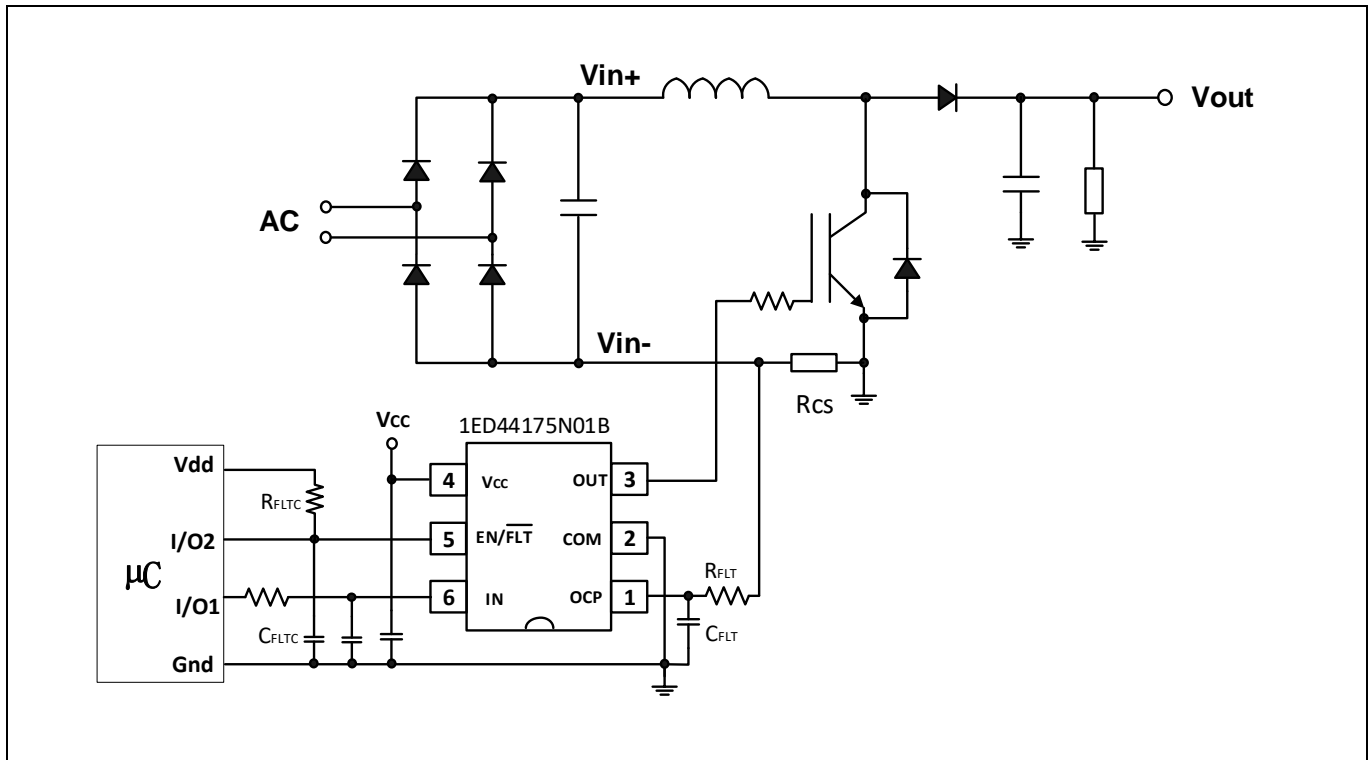 Vin+
Vout
AC
Vin-
RCS
VCC
1ED44175N01B
Vdd
RFLTC
4
VCC
OUT
3
I/O2
5
EN/FLT
COM
2
µC
I/O1
6
IN
OCP
1
RFLT
CFLTC
CFLT
Gnd